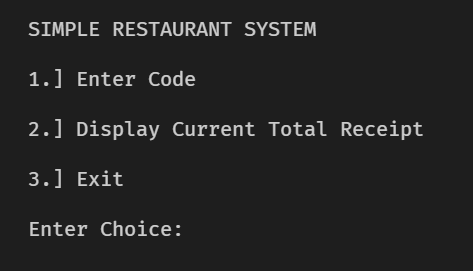 SIMPLE RESTAURANT SYSTEM
1.] Enter Code
2.] Display Current Total Receipt
3.] Exit
Enter Choice: